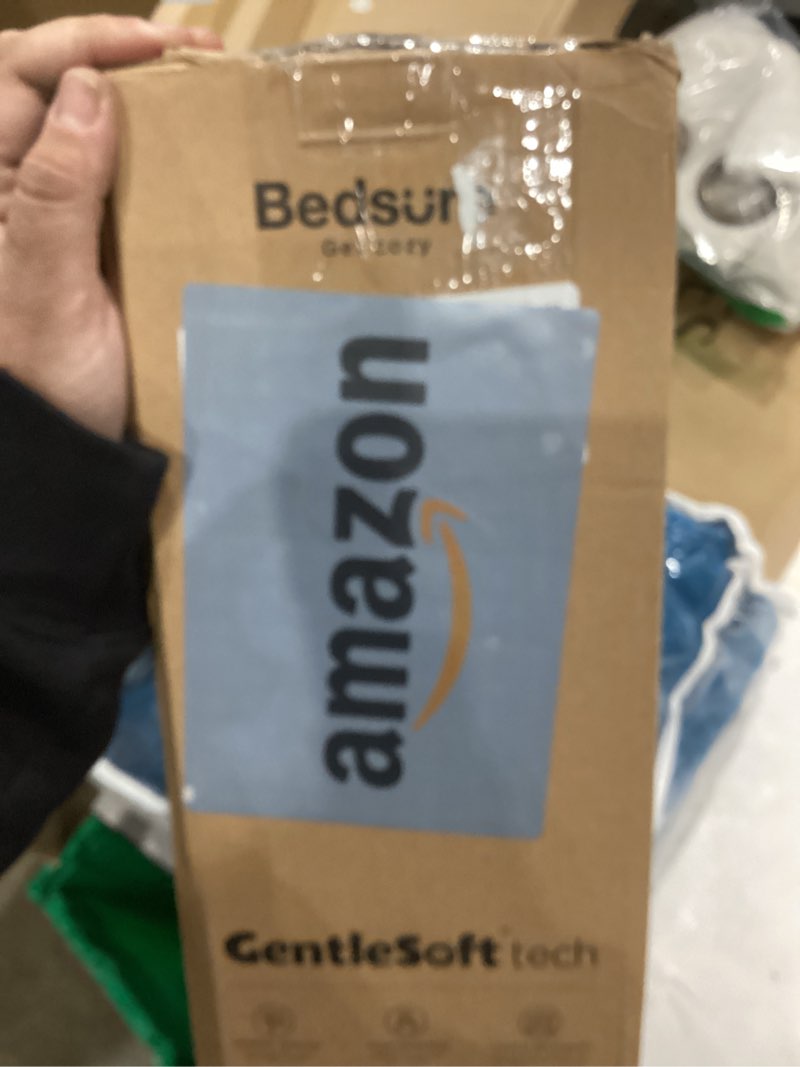 Bedsure
amazon
GentleSoft tech